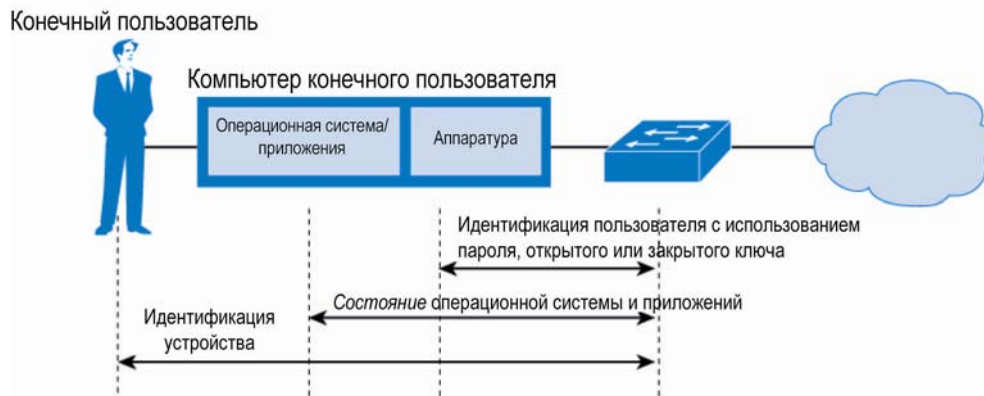 Конечный пользователь
Компьютер конечного пользователя
Операционная система/
приложения
Аппаратура
Идентификация пользователя с использованием
пароля, открытого или закрытого ключа
Состояние операционной системы и приложений
Идентификация
устройства